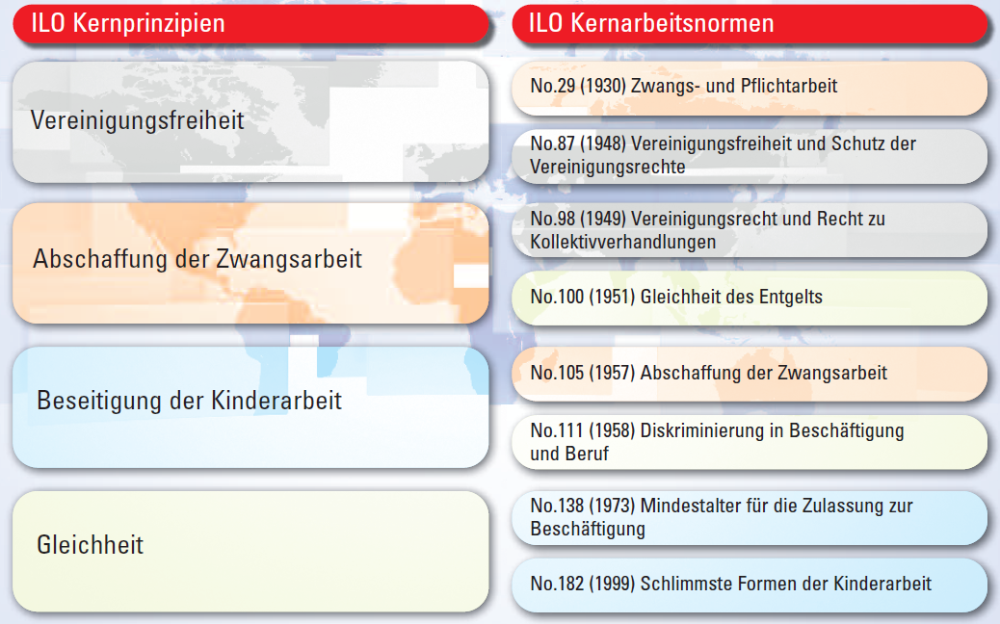 ILO Kernprinzipien
Vereinigungsfreiheit
Abschaffung der Zwangsarbeit
Beseitigung der Kinderarbeit
Gleichheit
ILO Kernarbeitsnormen
No.29 (1930) Zwangs- und Pflichtarbeit
No.87 (1948) Vereinigungsfreiheit und Schutz der
Vereinigungsrechte
No.98 (1949) Vereinigungsrecht und Recht zu
Kollektivverhandlungen
No.100 (1951) Gleichheit des Entgelts
No.105 (1957) Abschaffung der Zwangsarbeit
No.111 (1958) Diskriminierung in Beschäftigung
und Beruf
No.138 (1973) Mindestalter für die Zulassung zur
Beschäftigung
No.182 (1999) Schlimmste Formen der Kinderarbeit